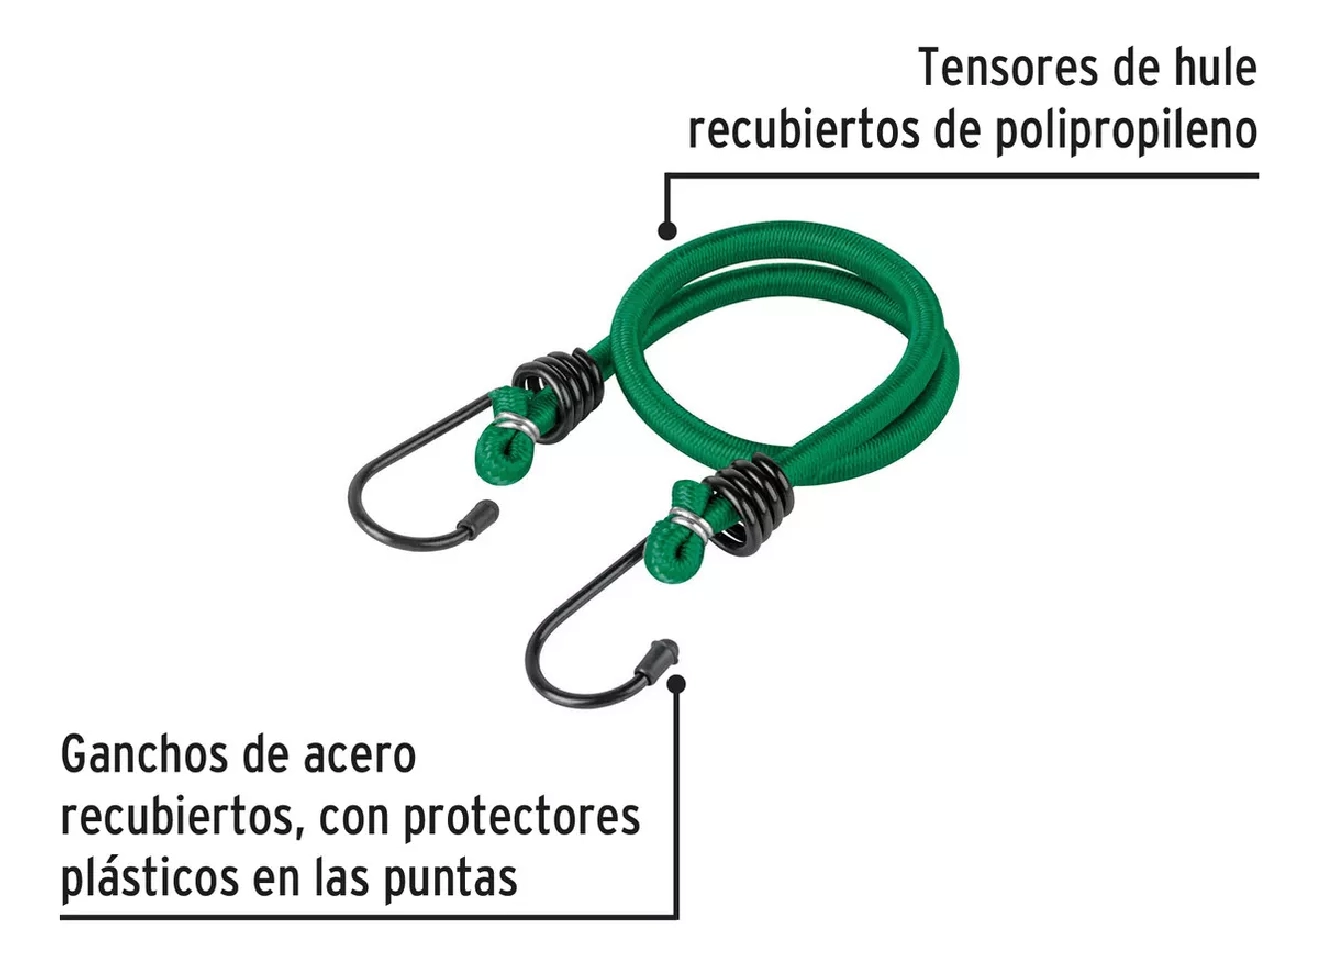 Tensores de hule
recubiertos de polipropileno
Ganchos de acero
recubiertos, con protectores
plásticos en las puntas